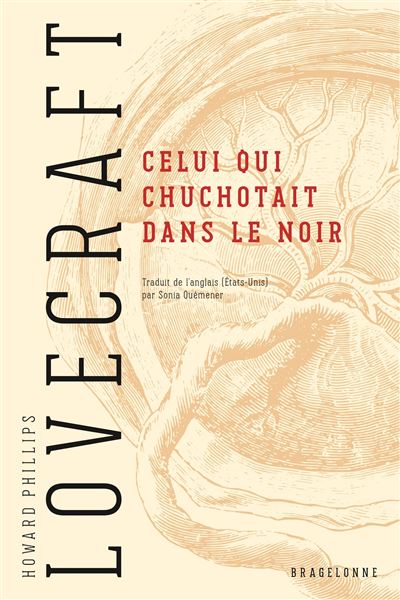 HOWARD PHILLIPS
LOVECRAFT
CELUI QUI
CHUCHOTAIT
DANS LE NOIR
Traduit de l'anglais (États-Unis)
par Sonia Quémener
BRAGELONNE